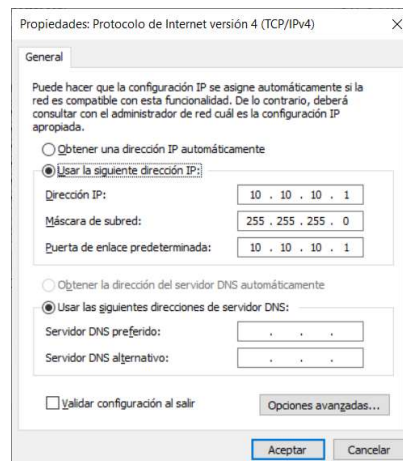 Propiedades: Protocolo de Internet versión 4 (TCP/IPv4)
General
Puede hacer que la configuración IP se asigne automáticamente si la
red es compatible con esta funcionalidad. De lo contrario, deberá
consultar con el administrador de red cuál es la configuración IP
apropiada.
Obtener una dirección IP automáticamente
Usar la siguiente dirección IP:
Dirección IP: 10 . 10 . 10 . 1
Máscara de subred: 255 . 255 . 255 . 0
Puerta de enlace predeterminada: 10 . 10 . 10 . 1
Obtener la dirección del servidor DNS automáticamente
Usar las siguientes direcciones de servidor DNS:
Servidor DNS preferido: . . .
Servidor DNS alternativo: . . .
Validar configuración al salir
Opciones avanzadas...
Aceptar Cancelar